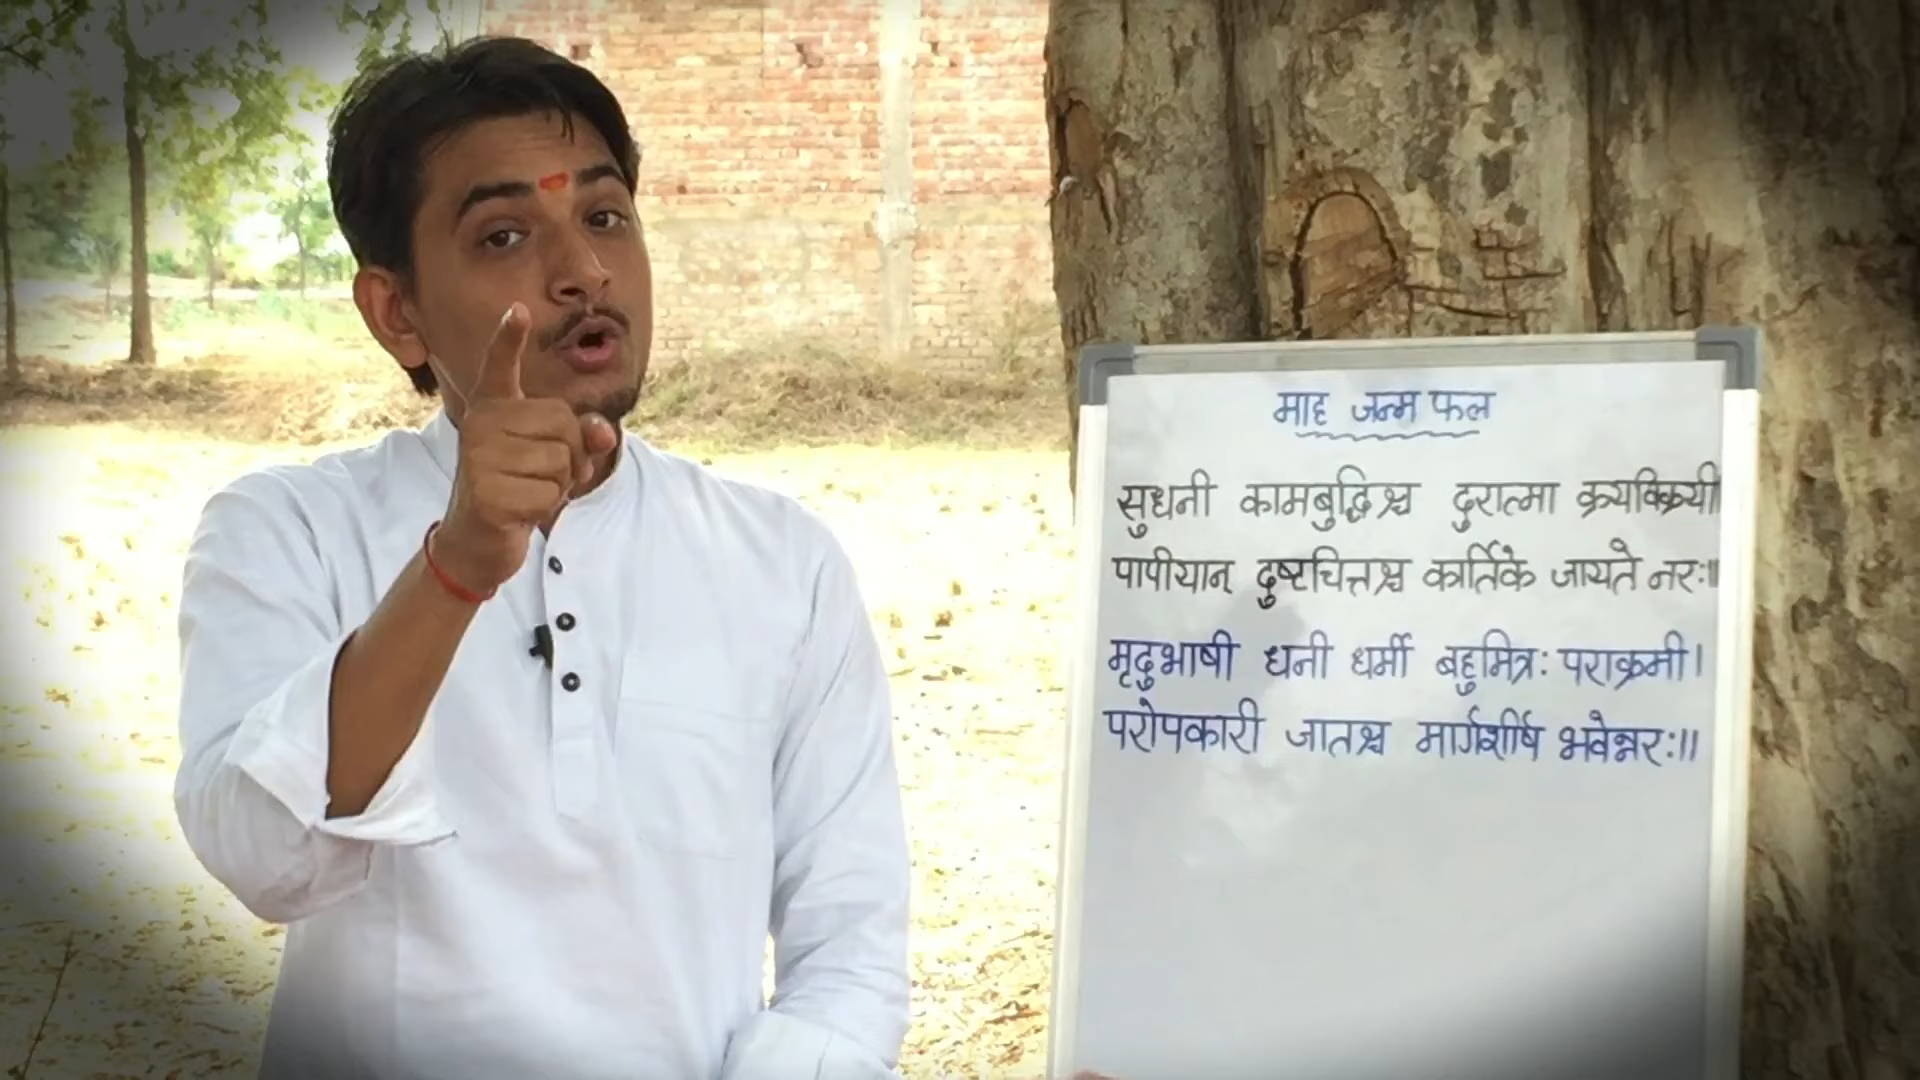 माह जन्म फल
सुधनी कामबुद्धिश्च दुरात्मा क्रयविक्रयी
पापीयान् दुष्टचित्तश्च कार्तिके जायते नरः॥
मृदुभाषी धनी धर्मी बहुमित्रः पराक्रमी।
परोपकारी जातश्च मार्गशीर्षे भवेन्नरः॥